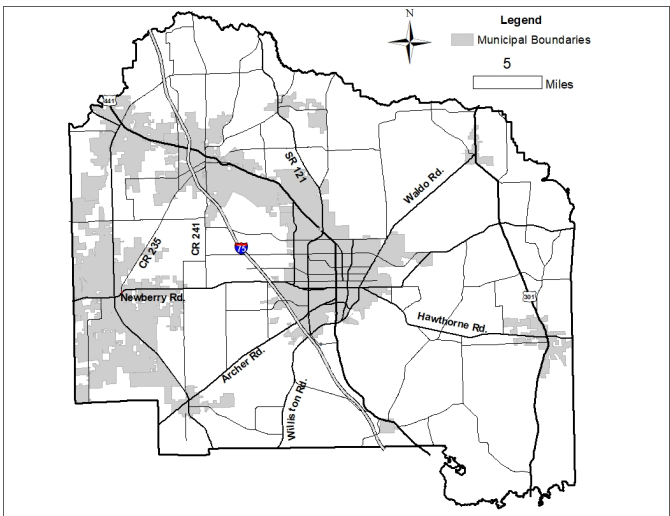 N
Legend
Municipal Boundaries
5
Miles
441
SR 121
Waldo Rd.
CR 235
CR 241
75
Newberry Rd.
301
Hawthorne Rd.
Archer Rd.
Williston Rd.